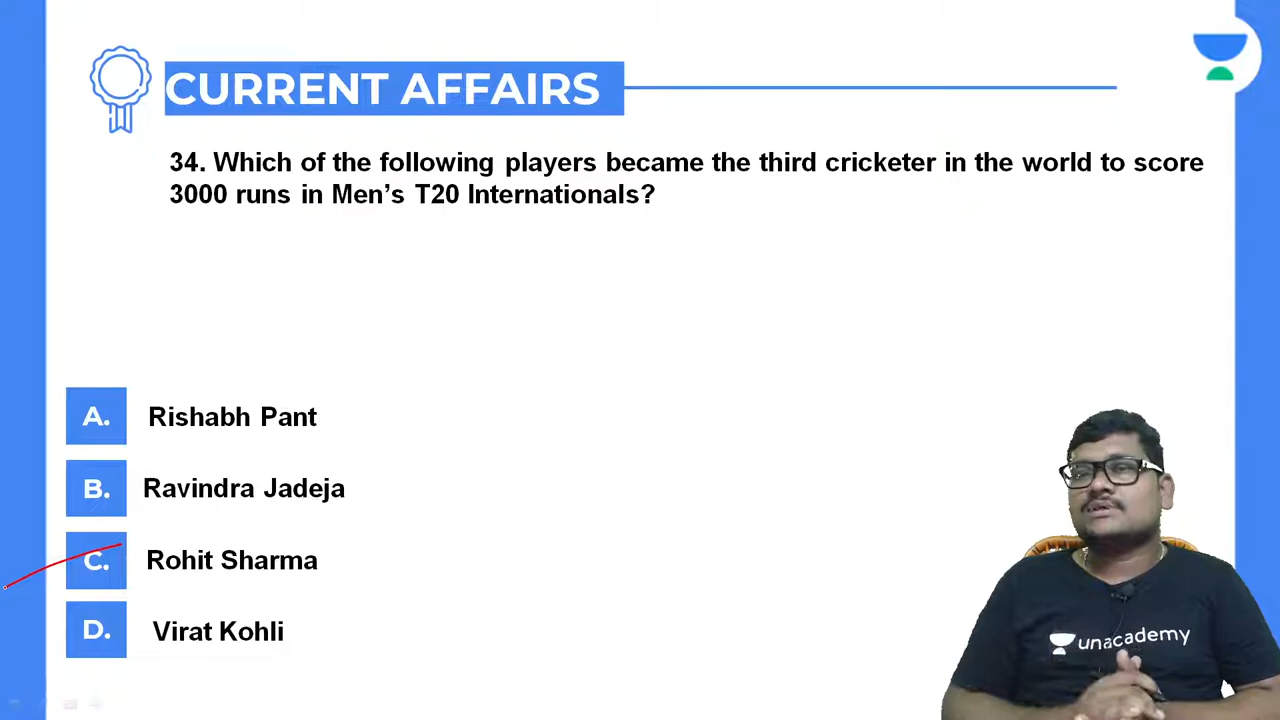 CURRENT AFFAIRS
34. Which of the following players became the third cricketer in the world to score
3000 runs in Men’s T20 Internationals?
A. Rishabh Pant
B. Ravindra Jadeja
C. Rohit Sharma
D. Virat Kohli
unacademy